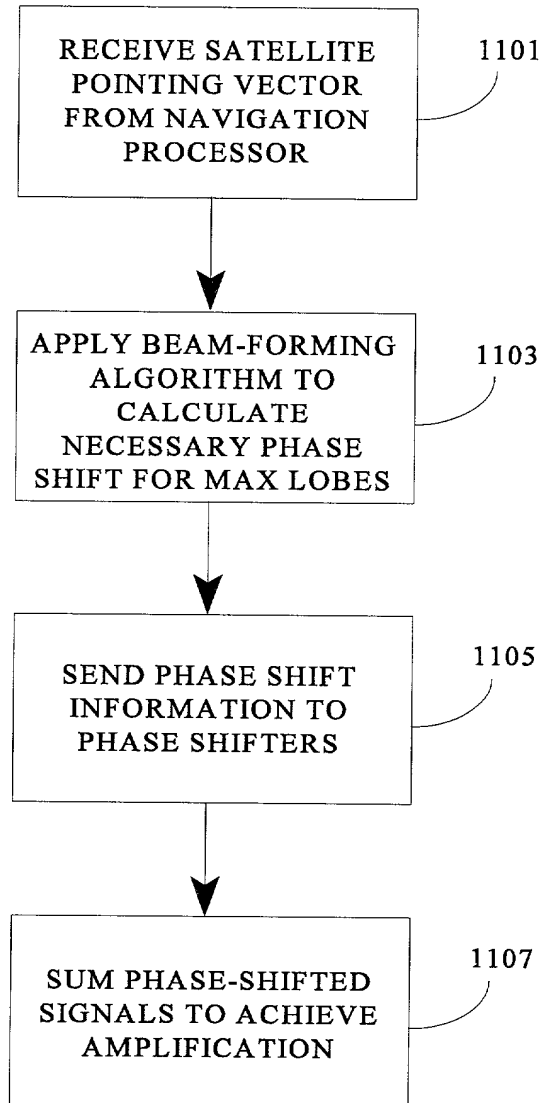 RECEIVE SATELLITE
POINTING VECTOR
FROM NAVIGATION
PROCESSOR
1101
APPLY BEAM-FORMING
ALGORITHM TO
CALCULATE
NECESSARY PHASE
SHIFT FOR MAX LOBES
1103
SEND PHASE SHIFT
INFORMATION TO
PHASE SHIFTERS
1105
SUM PHASE-SHIFTED
SIGNALS TO ACHIEVE
AMPLIFICATION
1107